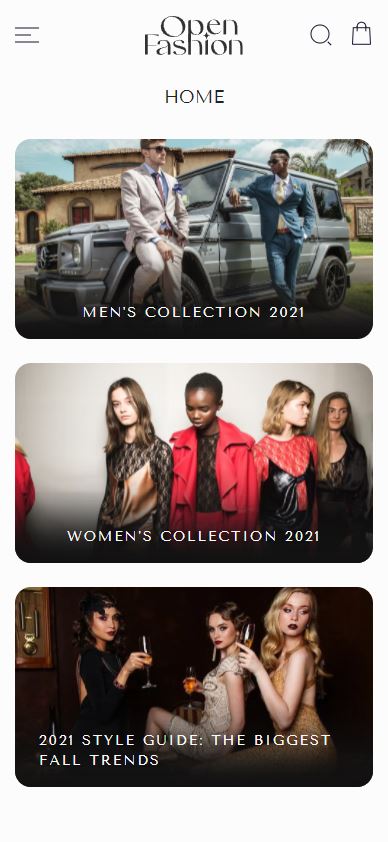 Open
Fashion
HOME
MEN'S COLLECTION 2021
WOMEN'S COLLECTION 2021
2021 STYLE GUIDE: THE BIGGEST
FALL TRENDS